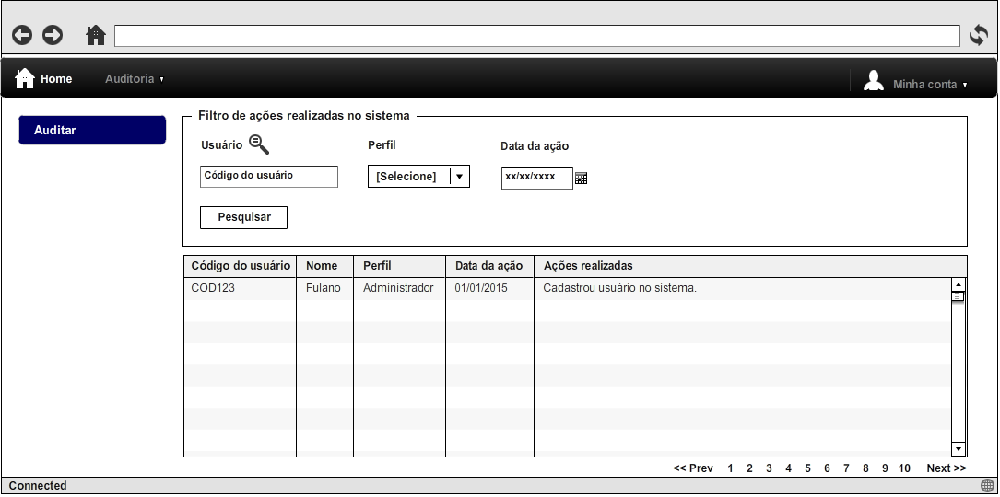 Home Auditoria Minha conta
Auditar
Filtro de ações realizadas no sistema
Usuário Perfil Data da ação
Código do usuário [Selecione] xx/xx/xxxx
Pesquisar
Código do usuário Nome Perfil Data da ação Ações realizadas
COD123 Fulano Administrador 01/01/2015 Cadastrou usuário no sistema.
<< Prev 1 2 3 4 5 6 7 8 9 10 Next >>
Connected